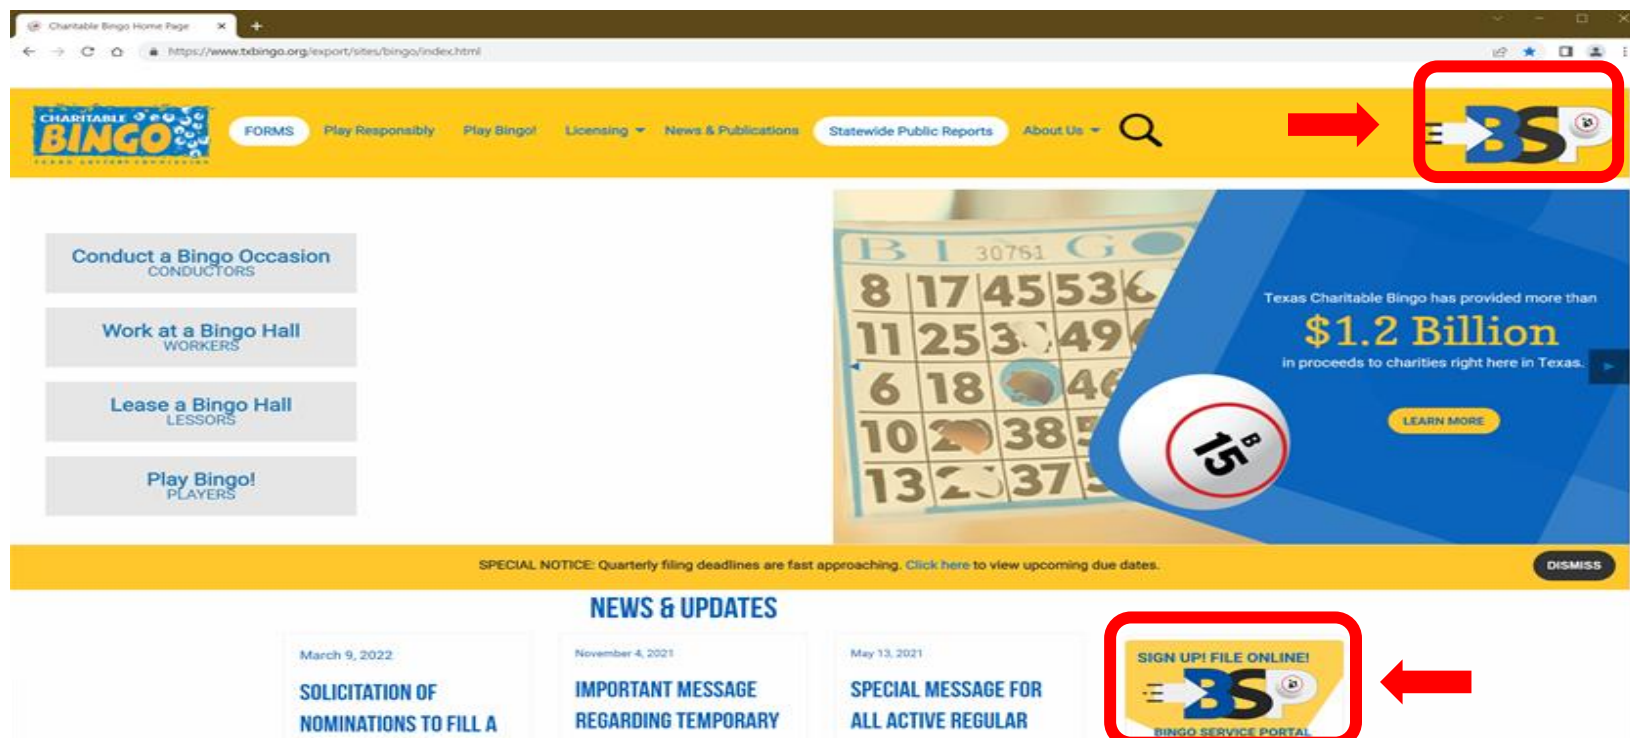 Charitable Bingo Home Page
https://www.txbingo.org/export/sites/bingo/index.html
CHARITABLE
BINGO
TEXAS LOTTERY COMMISSION
FORMS Play Responsibly Play Bingo! Licensing News & Publications Statewide Public Reports About Us
BSP
Conduct a Bingo Occasion
CONDUCTORS
Work at a Bingo Hall
WORKERS
Lease a Bingo Hall
LESSORS
Play Bingo!
PLAYERS
B I G
30761
8 17 45 53
11 25 49
6 18 46
10 38
13 37
15 B
Texas Charitable Bingo has provided more than
$1.2 Billion
in proceeds to charities right here in Texas.
LEARN MORE
SPECIAL NOTICE: Quarterly filing deadlines are fast approaching. Click here to view upcoming due dates.
DISMISS
NEWS & UPDATES
March 9, 2022
SOLICITATION OF
NOMINATIONS TO FILL A
November 4, 2021
IMPORTANT MESSAGE
REGARDING TEMPORARY
May 13, 2021
SPECIAL MESSAGE FOR
ALL ACTIVE REGULAR
SIGN UP! FILE ONLINE!
BSP
BINGO SERVICE PORTAL